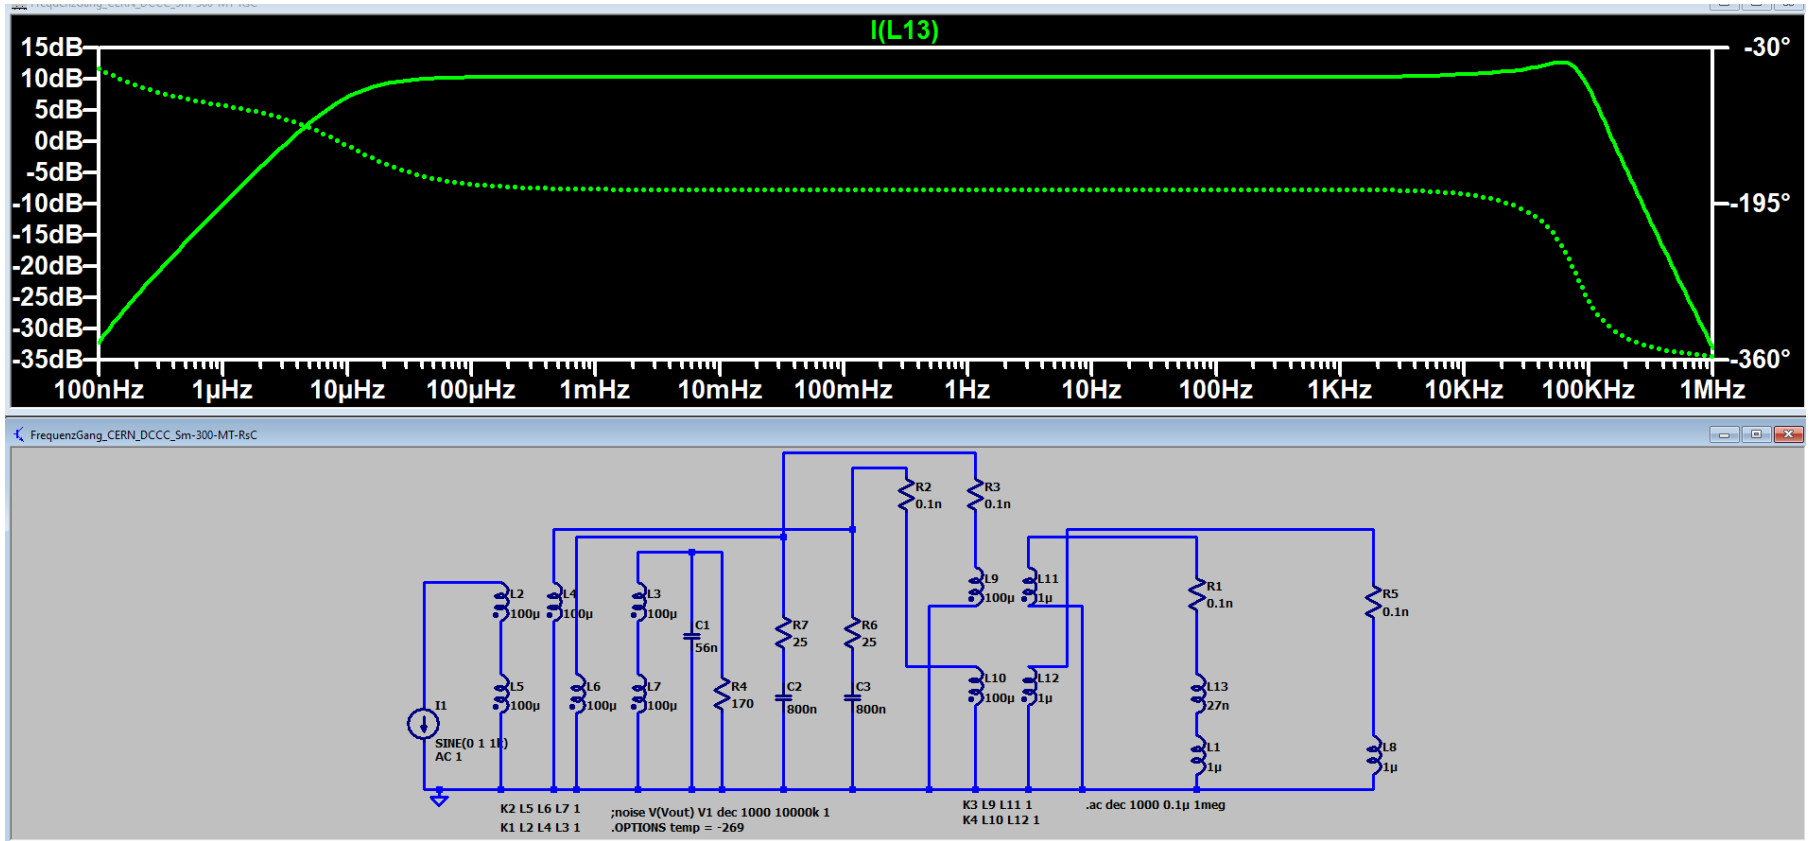 FrequenzGang_CERN_DCCC_Sm-300-MT-RsC
I(L13)
15dB
10dB
5dB
0dB
-5dB
-10dB
-15dB
-20dB
-25dB
-30dB
-35dB
-30°
-195°
-360°
100nHz 1µHz 10µHz 100µHz 1mHz 10mHz 100mHz 1Hz 10Hz 100Hz 1KHz 10KHz 100KHz 1MHz
FrequenzGang_CERN_DCCC_Sm-300-MT-RsC
R2
0.1n
R3
0.1n
L2
100µ
L4
100µ
L3
100µ
C1
56n
R7
25
R6
25
L9
100µ
L11
1µ
R1
0.1n
R5
0.1n
L5
100µ
L6
100µ
L7
100µ
R4
170
C2
800n
C3
800n
L10
100µ
L12
1µ
L13
27n
I1
SINE(0 1 1k)
AC 1
L1
1µ
L8
1µ
K2 L5 L6 L7 1
K1 L2 L4 L3 1
;noise V(Vout) V1 dec 1000 10000k 1
.OPTIONS temp = -269
K3 L9 L11 1
K4 L10 L12 1
.ac dec 1000 0.1µ 1meg